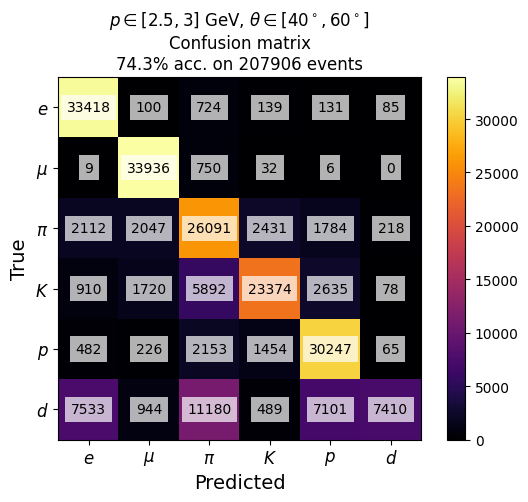 p ∈ [2.5, 3] GeV, θ ∈ [40°, 60°]
Confusion matrix
74.3% acc. on 207906 events
e 33418 100 724 139 131 85
μ 9 33936 750 32 6 0
π 2112 2047 26091 2431 1784 218
K 910 1720 5892 23374 2635 78
p 482 226 2153 1454 30247 65
d 7533 944 11180 489 7101 7410
e μ π K p d
True
Predicted
30000
25000
20000
15000
10000
5000
0